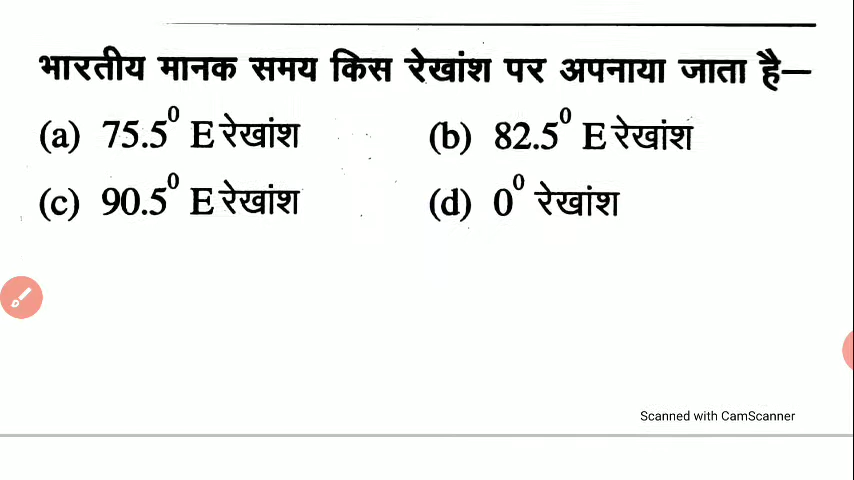 भारतीय मानक समय किस रेखांश पर अपनाया जाता है—
(a) 75.5⁰ E रेखांश (b) 82.5⁰ E रेखांश
(c) 90.5⁰ E रेखांश (d) 0⁰ रेखांश
Scanned with CamScanner